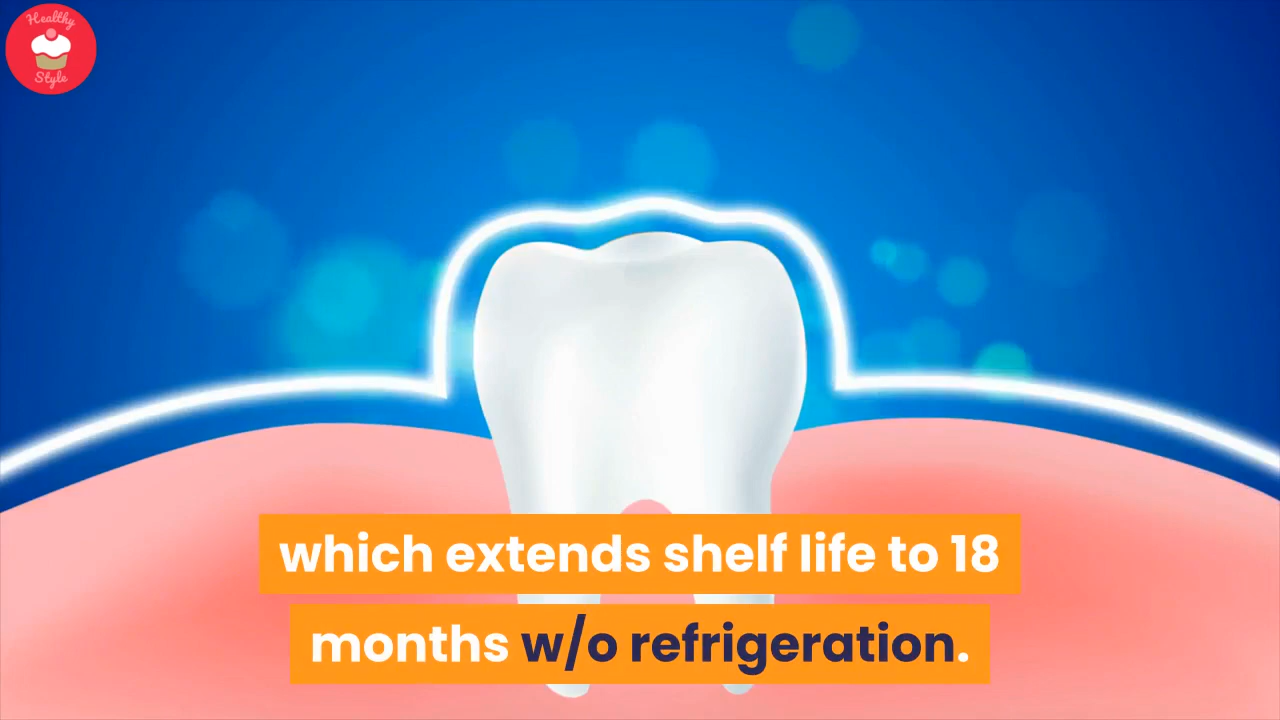 Healthy
Style
which extends shelf life to 18
months w/o refrigeration.